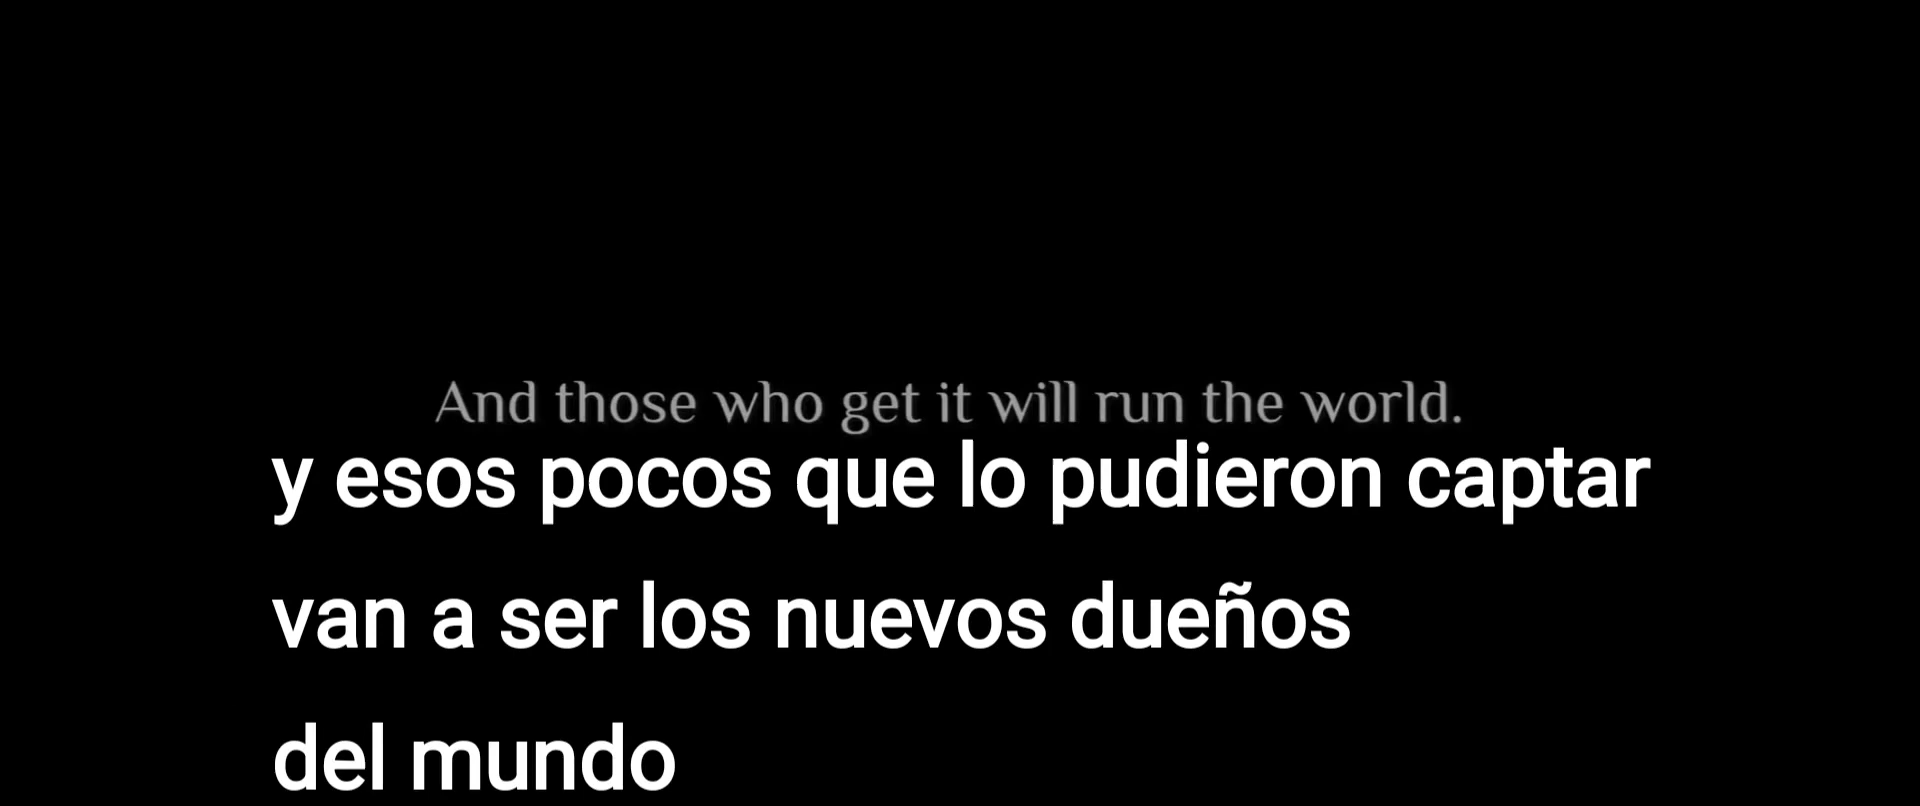 And those who get it will run the world.
y esos pocos que lo pudieron captar
van a ser los nuevos dueños
del mundo